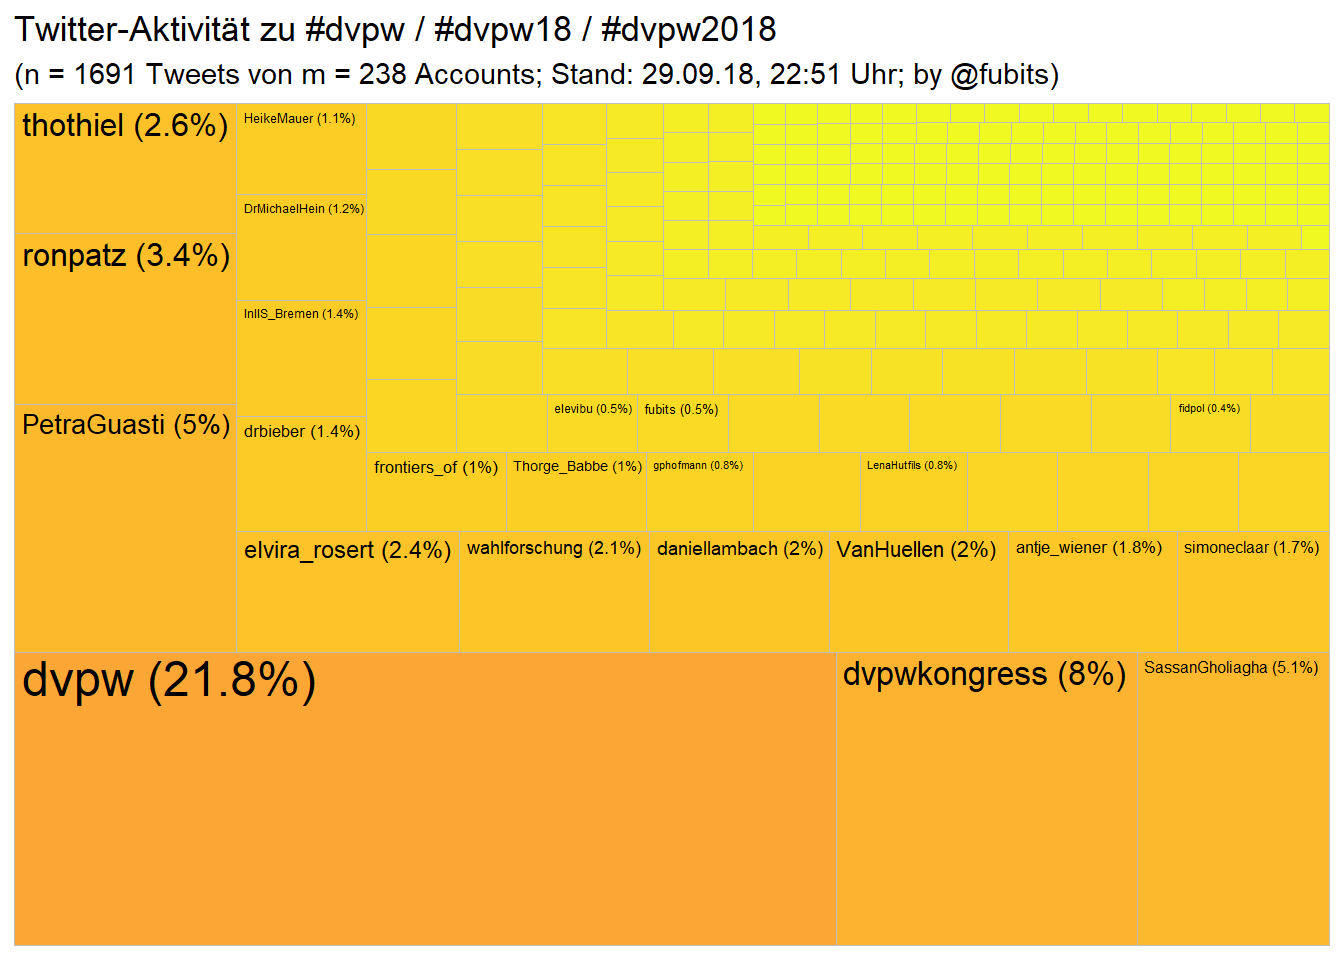 Twitter-Aktivität zu #dvpw / #dvpw18 / #dvpw2018
(n = 1691 Tweets von m = 238 Accounts; Stand: 29.09.18, 22:51 Uhr; by @fubits)
thothiel (2.6%)
HeikeMauer (1.1%)
DrMichaelHein (1.2%)
ronpatz (3.4%)
InIIS_Bremen (1.4%)
PetraGuasti (5%)
drbieber (1.4%)
elevibu (0.5%)
fubits (0.5%)
fidpol (0.4%)
frontiers_of (1%)
Thorge_Babbe (1%)
gphofmann (0.8%)
LenaHutfils (0.8%)
elvira_rosert (2.4%)
wahlforschung (2.1%)
daniellambach (2%)
VanHuellen (2%)
antje_wiener (1.8%)
simoneclaar (1.7%)
dvpw (21.8%)
dvpwkongress (8%)
SassanGholiagha (5.1%)